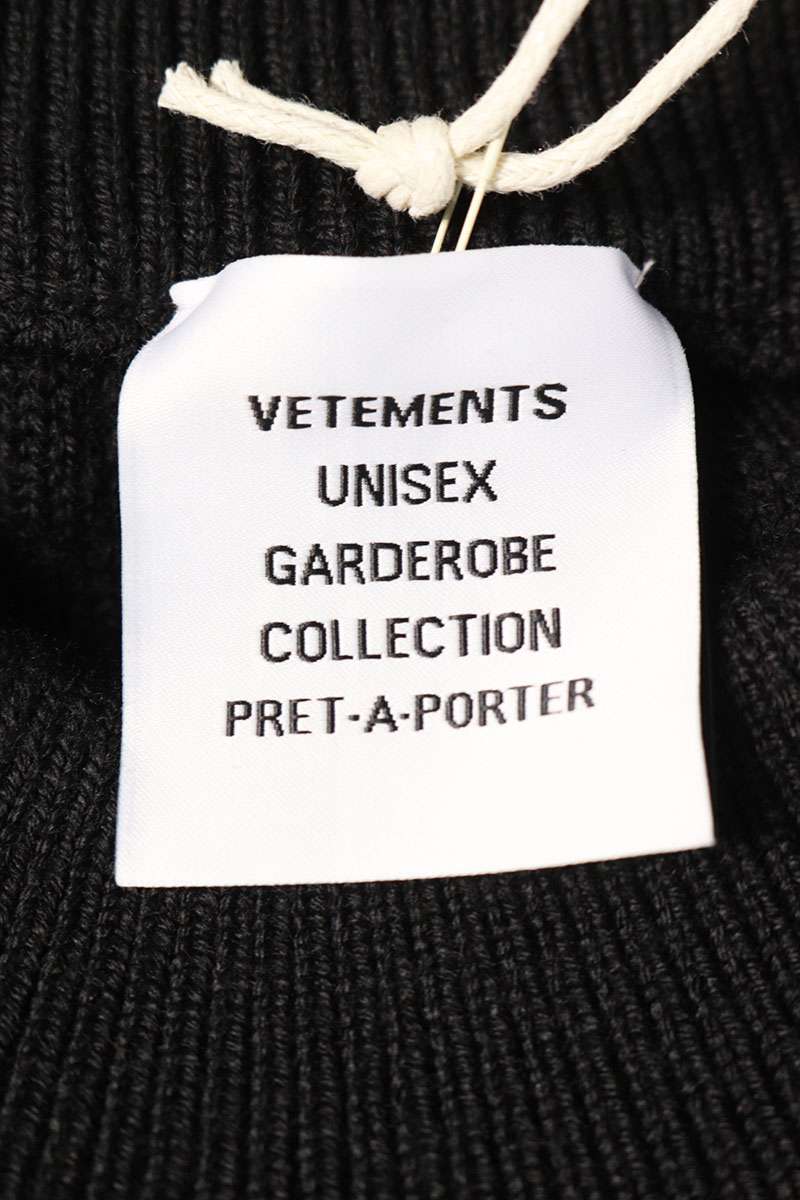 VETEMENTS
UNISEX
GARDEROBE
COLLECTION
PRET-A-PORTER